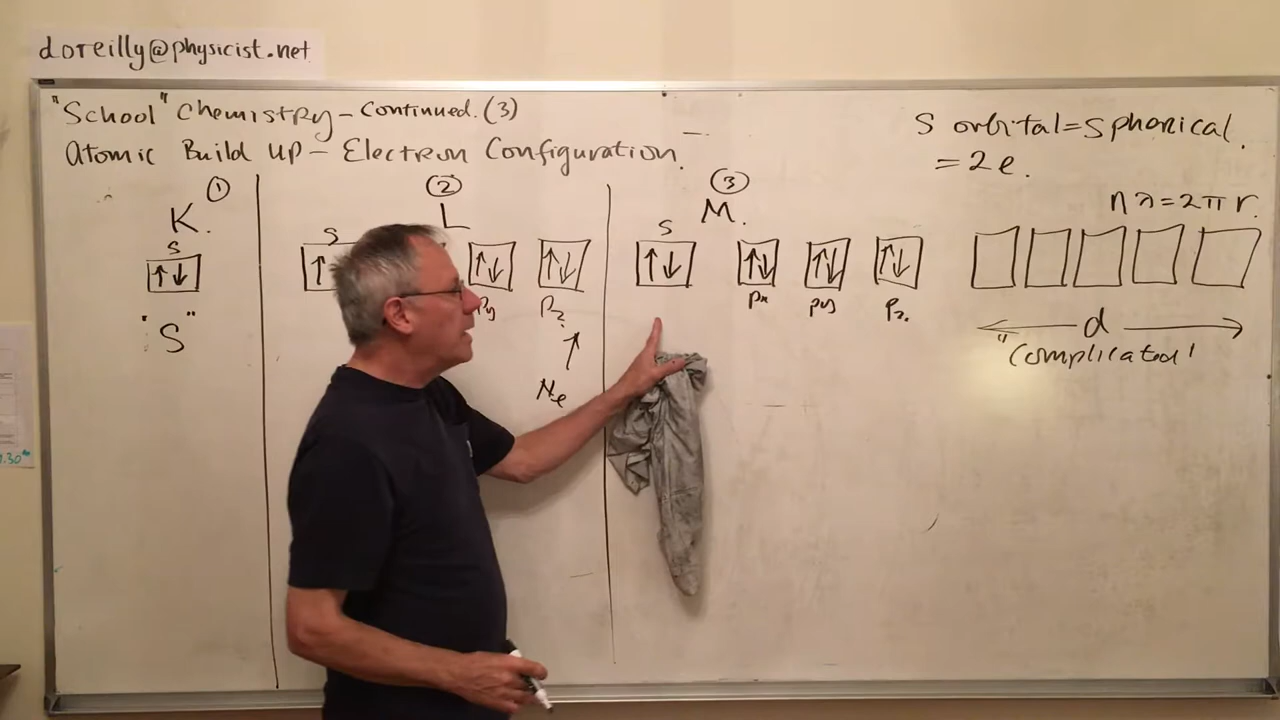 doreilly@physicist.net
"School" Chemistry - Continued. (3)
Atomic Build Up - Electron Configuration.
S orbital = Spherical.
= 2e.
nλ = 2πr.
① ② ③
K. L M.
S S S
↑↓ ↑ ↑↓ ↑↓ ↑↓ ↑↓ ↑↓ ↑↓
Py Pz Px Py Pz
"S"
Ne
d
"Complicated"